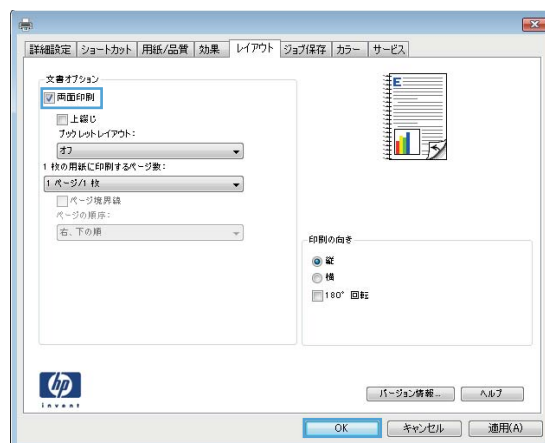 詳細設定 ショートカット 用紙/品質 効果 レイアウト ジョブ保存 カラー サービス
文書オプション
両面印刷
上綴じ
ブックレットレイアウト:
オフ
1 枚の用紙に印刷するページ数:
1 ページ/1 枚
ページ境界線
ページの順序:
右、下の順
E
印刷の向き
縦
横
180° 回転
hp
invent
バージョン情報... ヘルプ
OK キャンセル 適用(A)